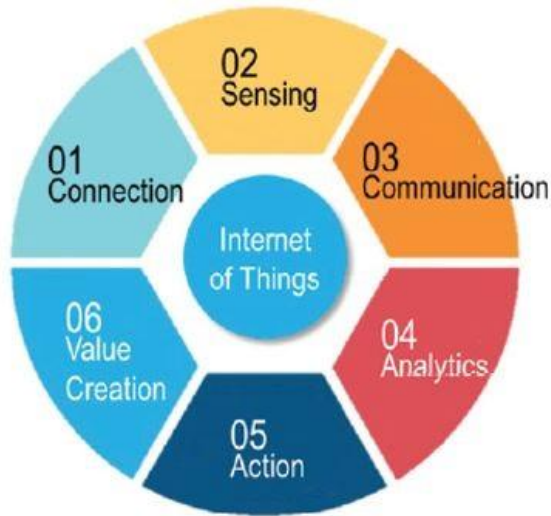 01
Connection
02
Sensing
03
Communication
04
Analytics.
05
Action
06
Value
Creation
Internet
of Things